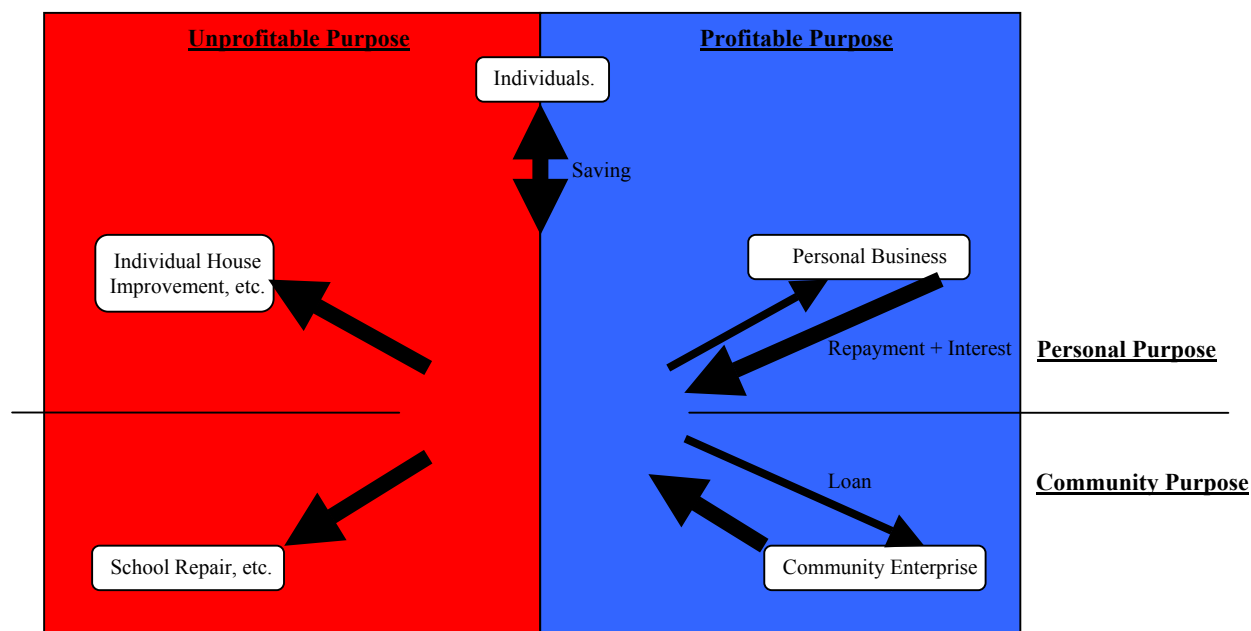 Unprofitable Purpose
Profitable Purpose
Individuals.
Saving
Individual House
Improvement, etc.
Personal Business
Repayment + Interest
Personal Purpose
Loan
Community Purpose
School Repair, etc.
Community Enterprise